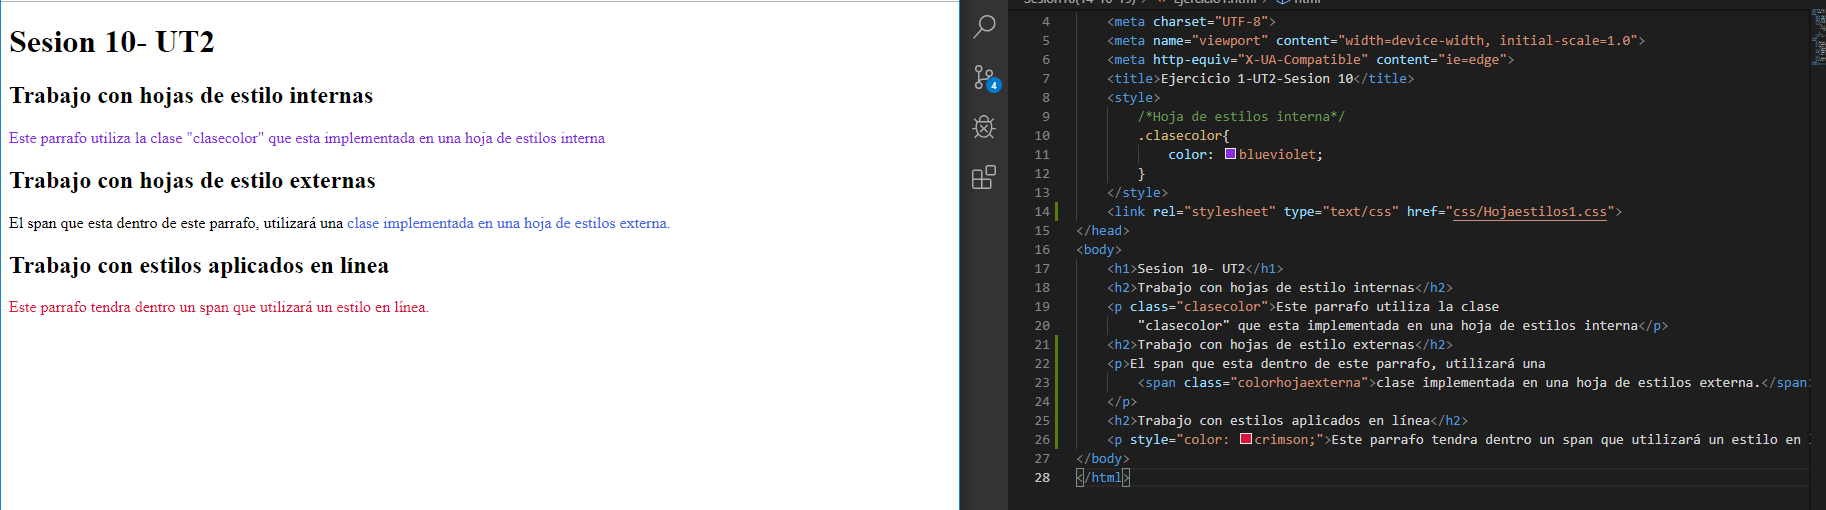 Sesion 10- UT2
Trabajo con hojas de estilo internas
Este parrafo utiliza la clase "clasecolor" que esta implementada en una hoja de estilos interna
Trabajo con hojas de estilo externas
El span que esta dentro de este parrafo, utilizará una clase implementada en una hoja de estilos externa.
Trabajo con estilos aplicados en línea
Este parrafo tendra dentro un span que utilizará un estilo en línea.
4
4 <meta charset="UTF-8">
5 <meta name="viewport" content="width=device-width, initial-scale=1.0">
6 <meta http-equiv="X-UA-Compatible" content="ie=edge">
7 <title>Ejercicio 1-UT2-Sesion 10</title>
8 <style>
9 /*Hoja de estilos interna*/
10 .clasecolor{
11 color: blueviolet;
12 }
13 </style>
14 <link rel="stylesheet" type="text/css" href="css/Hojaestilos1.css">
15 </head>
16 <body>
17 <h1>Sesion 10- UT2</h1>
18 <h2>Trabajo con hojas de estilo internas</h2>
19 <p class="clasecolor">Este parrafo utiliza la clase
20 "clasecolor" que esta implementada en una hoja de estilos interna</p>
21 <h2>Trabajo con hojas de estilo externas</h2>
22 <p>El span que esta dentro de este parrafo, utilizará una
23 <span class="colorhojaexterna">clase implementada en una hoja de estilos externa.</span>
24 </p>
25 <h2>Trabajo con estilos aplicados en línea</h2>
26 <p style="color: crimson;">Este parrafo tendra dentro un span que utilizará un estilo en
27 </body>
28 </html>